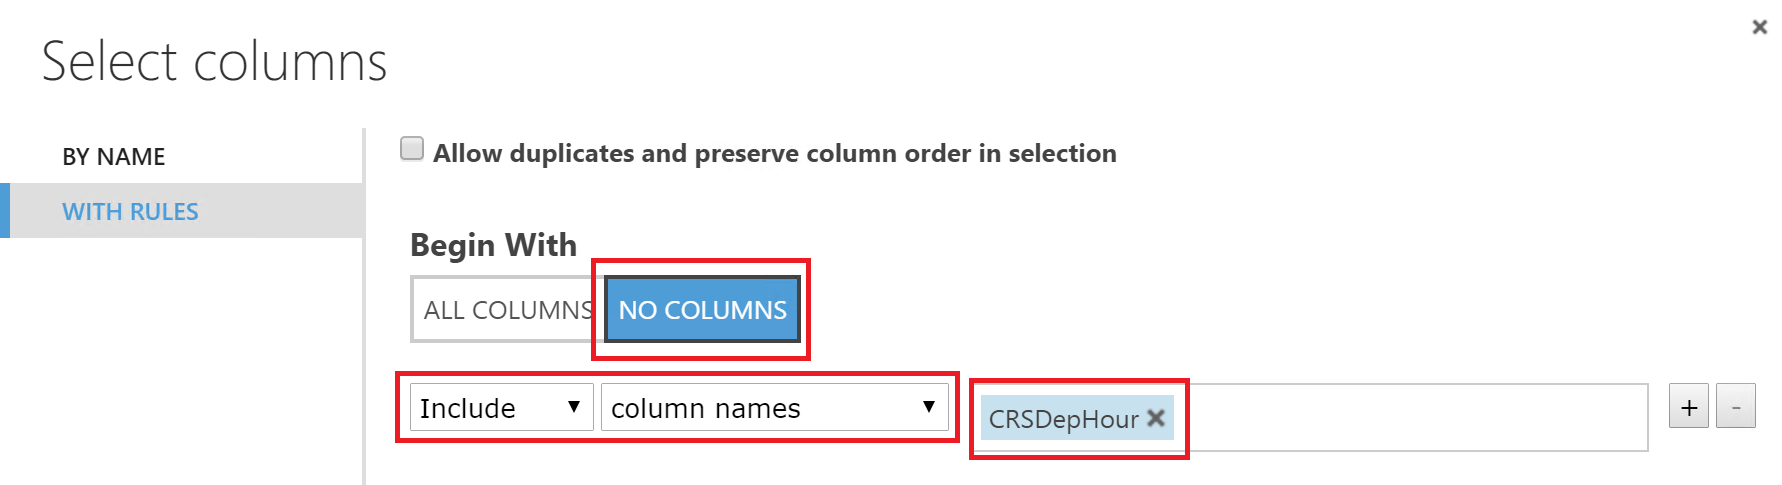 Select columns
BY NAME
WITH RULES
Allow duplicates and preserve column order in selection
Begin With
ALL COLUMNS NO COLUMNS
Include column names CRSDepHour + -